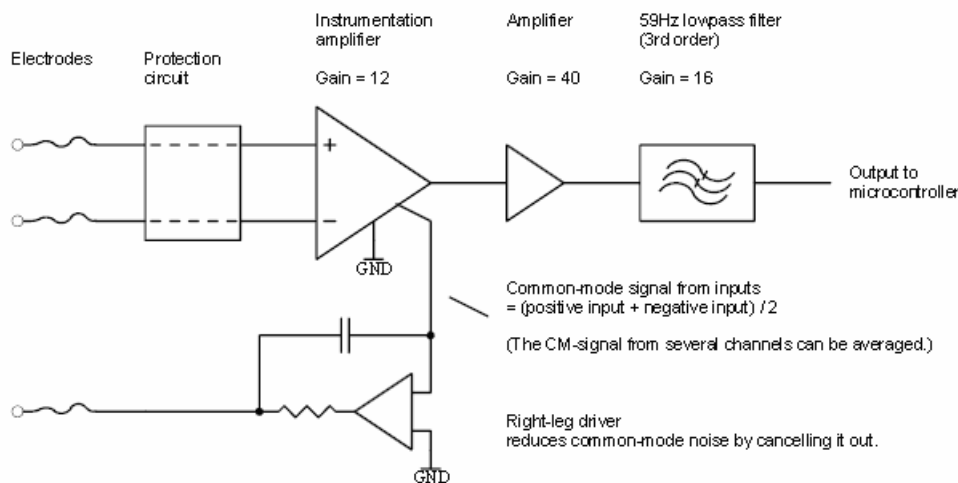 Electrodes
Protection
circuit
Instrumentation
amplifier
Gain = 12
Amplifier
Gain = 40
59Hz lowpass filter
(3rd order)
Gain = 16
+
−
GND
Output to
microcontroller
Common-mode signal from inputs
= (positive input + negative input) / 2
(The CM-signal from several channels can be averaged.)
Right-leg driver
reduces common-mode noise by cancelling it out.
GND